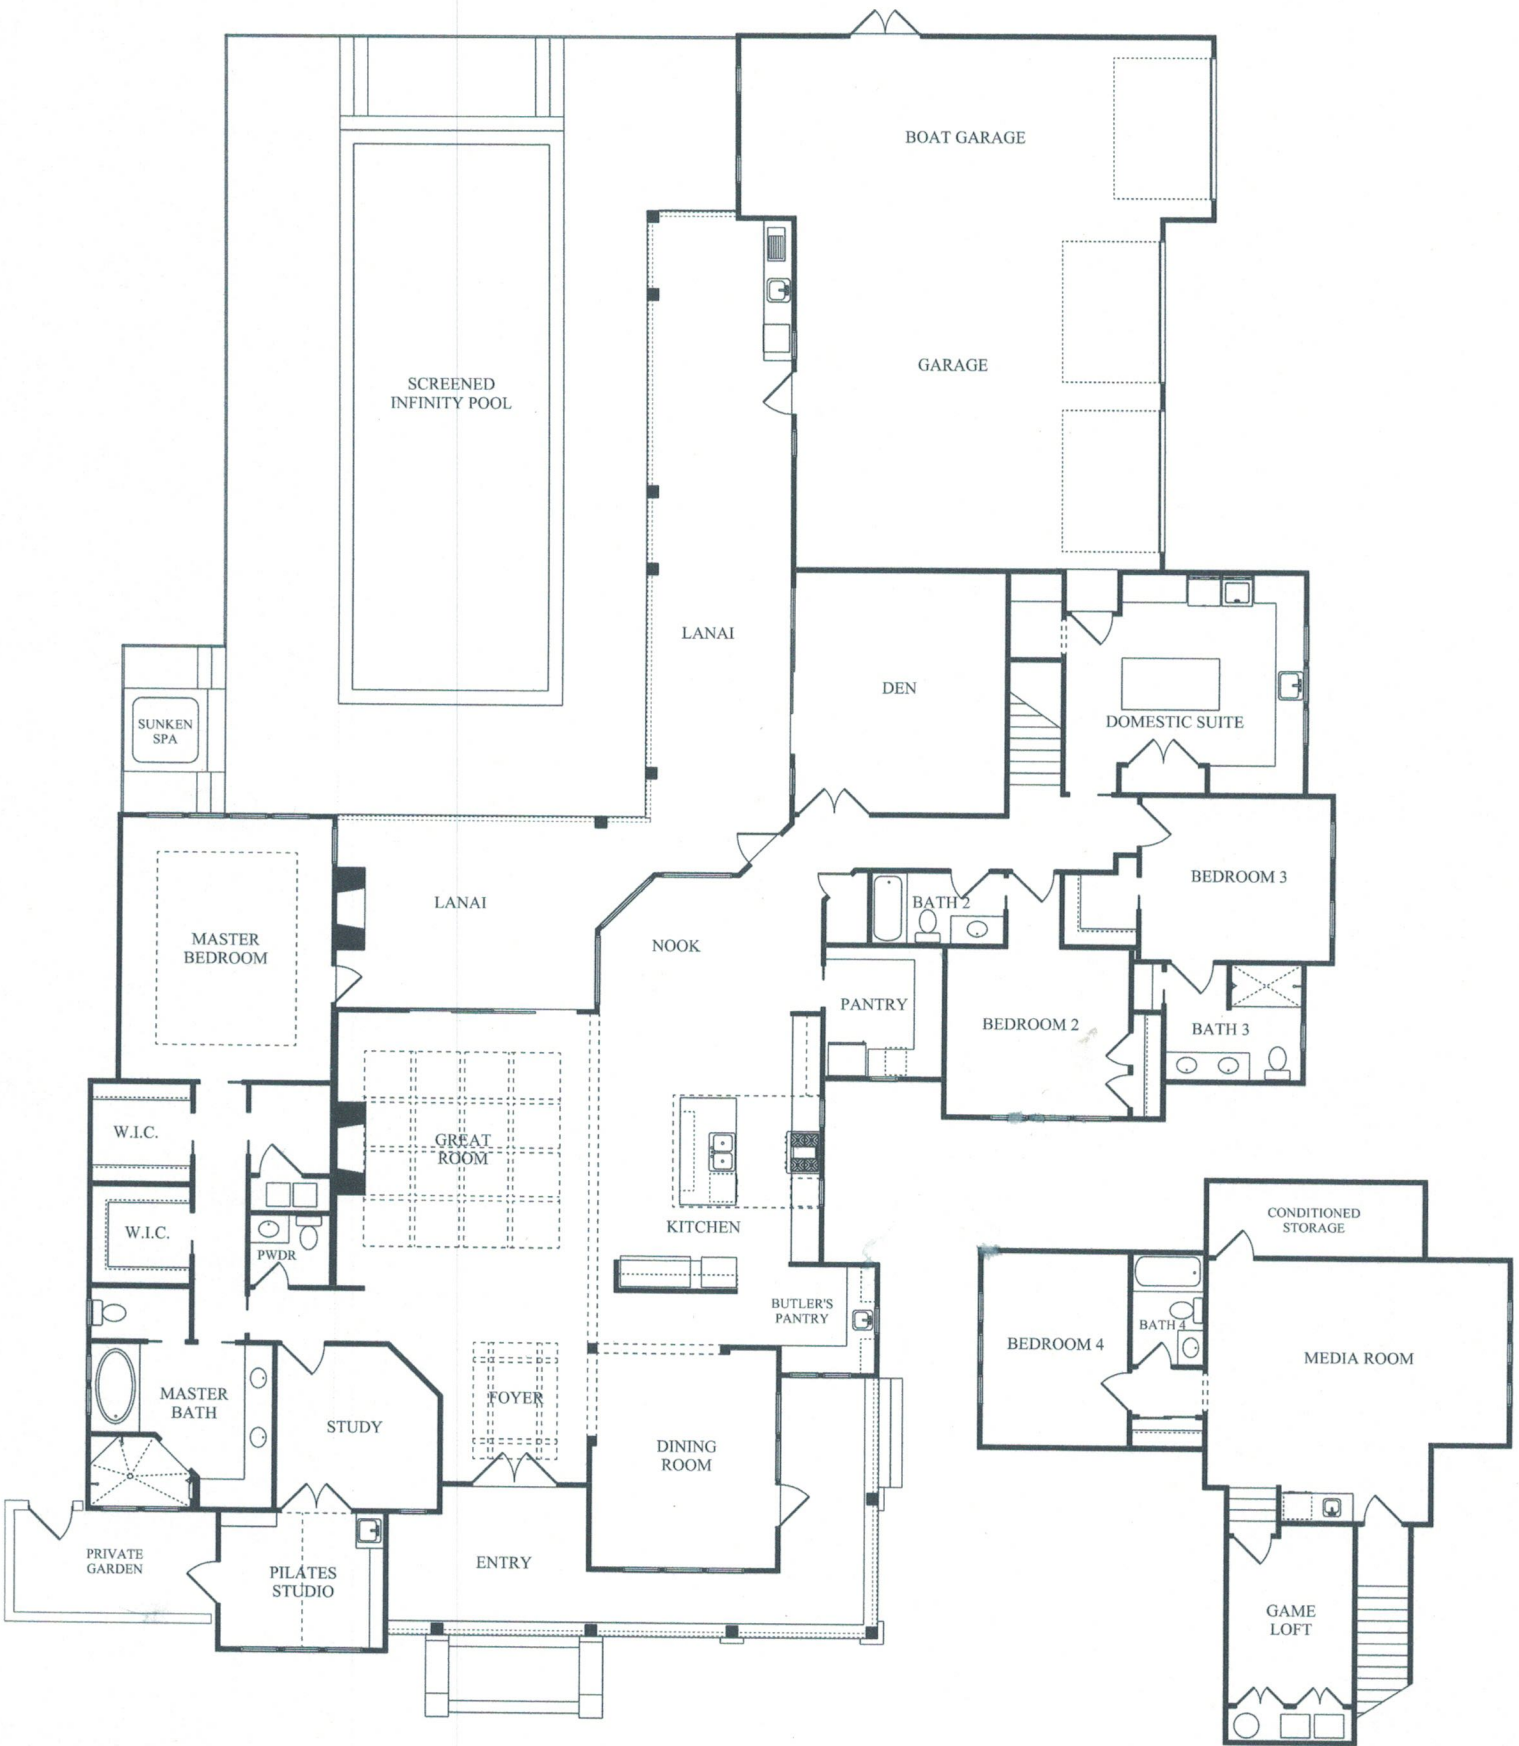 BOAT GARAGE
GARAGE
SCREENED
INFINITY POOL
LANAI
DEN
SUNKEN
SPA
DOMESTIC SUITE
BEDROOM 3
LANAI
BATH 2
NOOK
MASTER
BEDROOM
PANTRY
BEDROOM 2
BATH 3
W.I.C.
GREAT
ROOM
W.I.C.
KITCHEN
PWDR
CONDITIONED
STORAGE
BUTLER'S
PANTRY
BATH 4
BEDROOM 4
MEDIA ROOM
MASTER
BATH
FOYER
STUDY
DINING
ROOM
PRIVATE
GARDEN
ENTRY
PILATES
STUDIO
GAME
LOFT